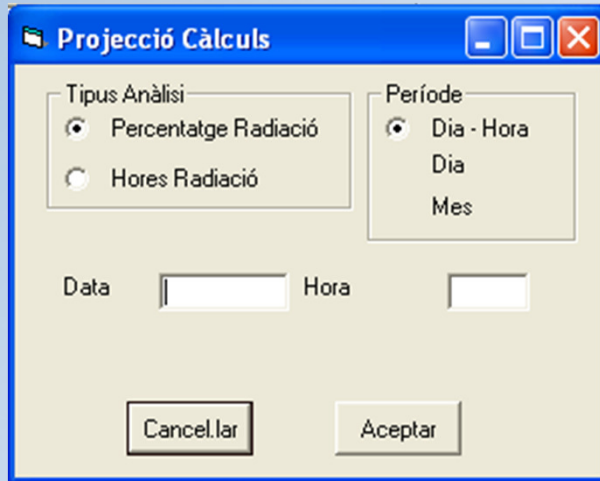 Projecció Càlculs
Tipus Anàlisi
Percentatge Radiació
Hores Radiació
Període
Dia - Hora
Dia
Mes
Data
Hora
Cancel.lar
Aceptar